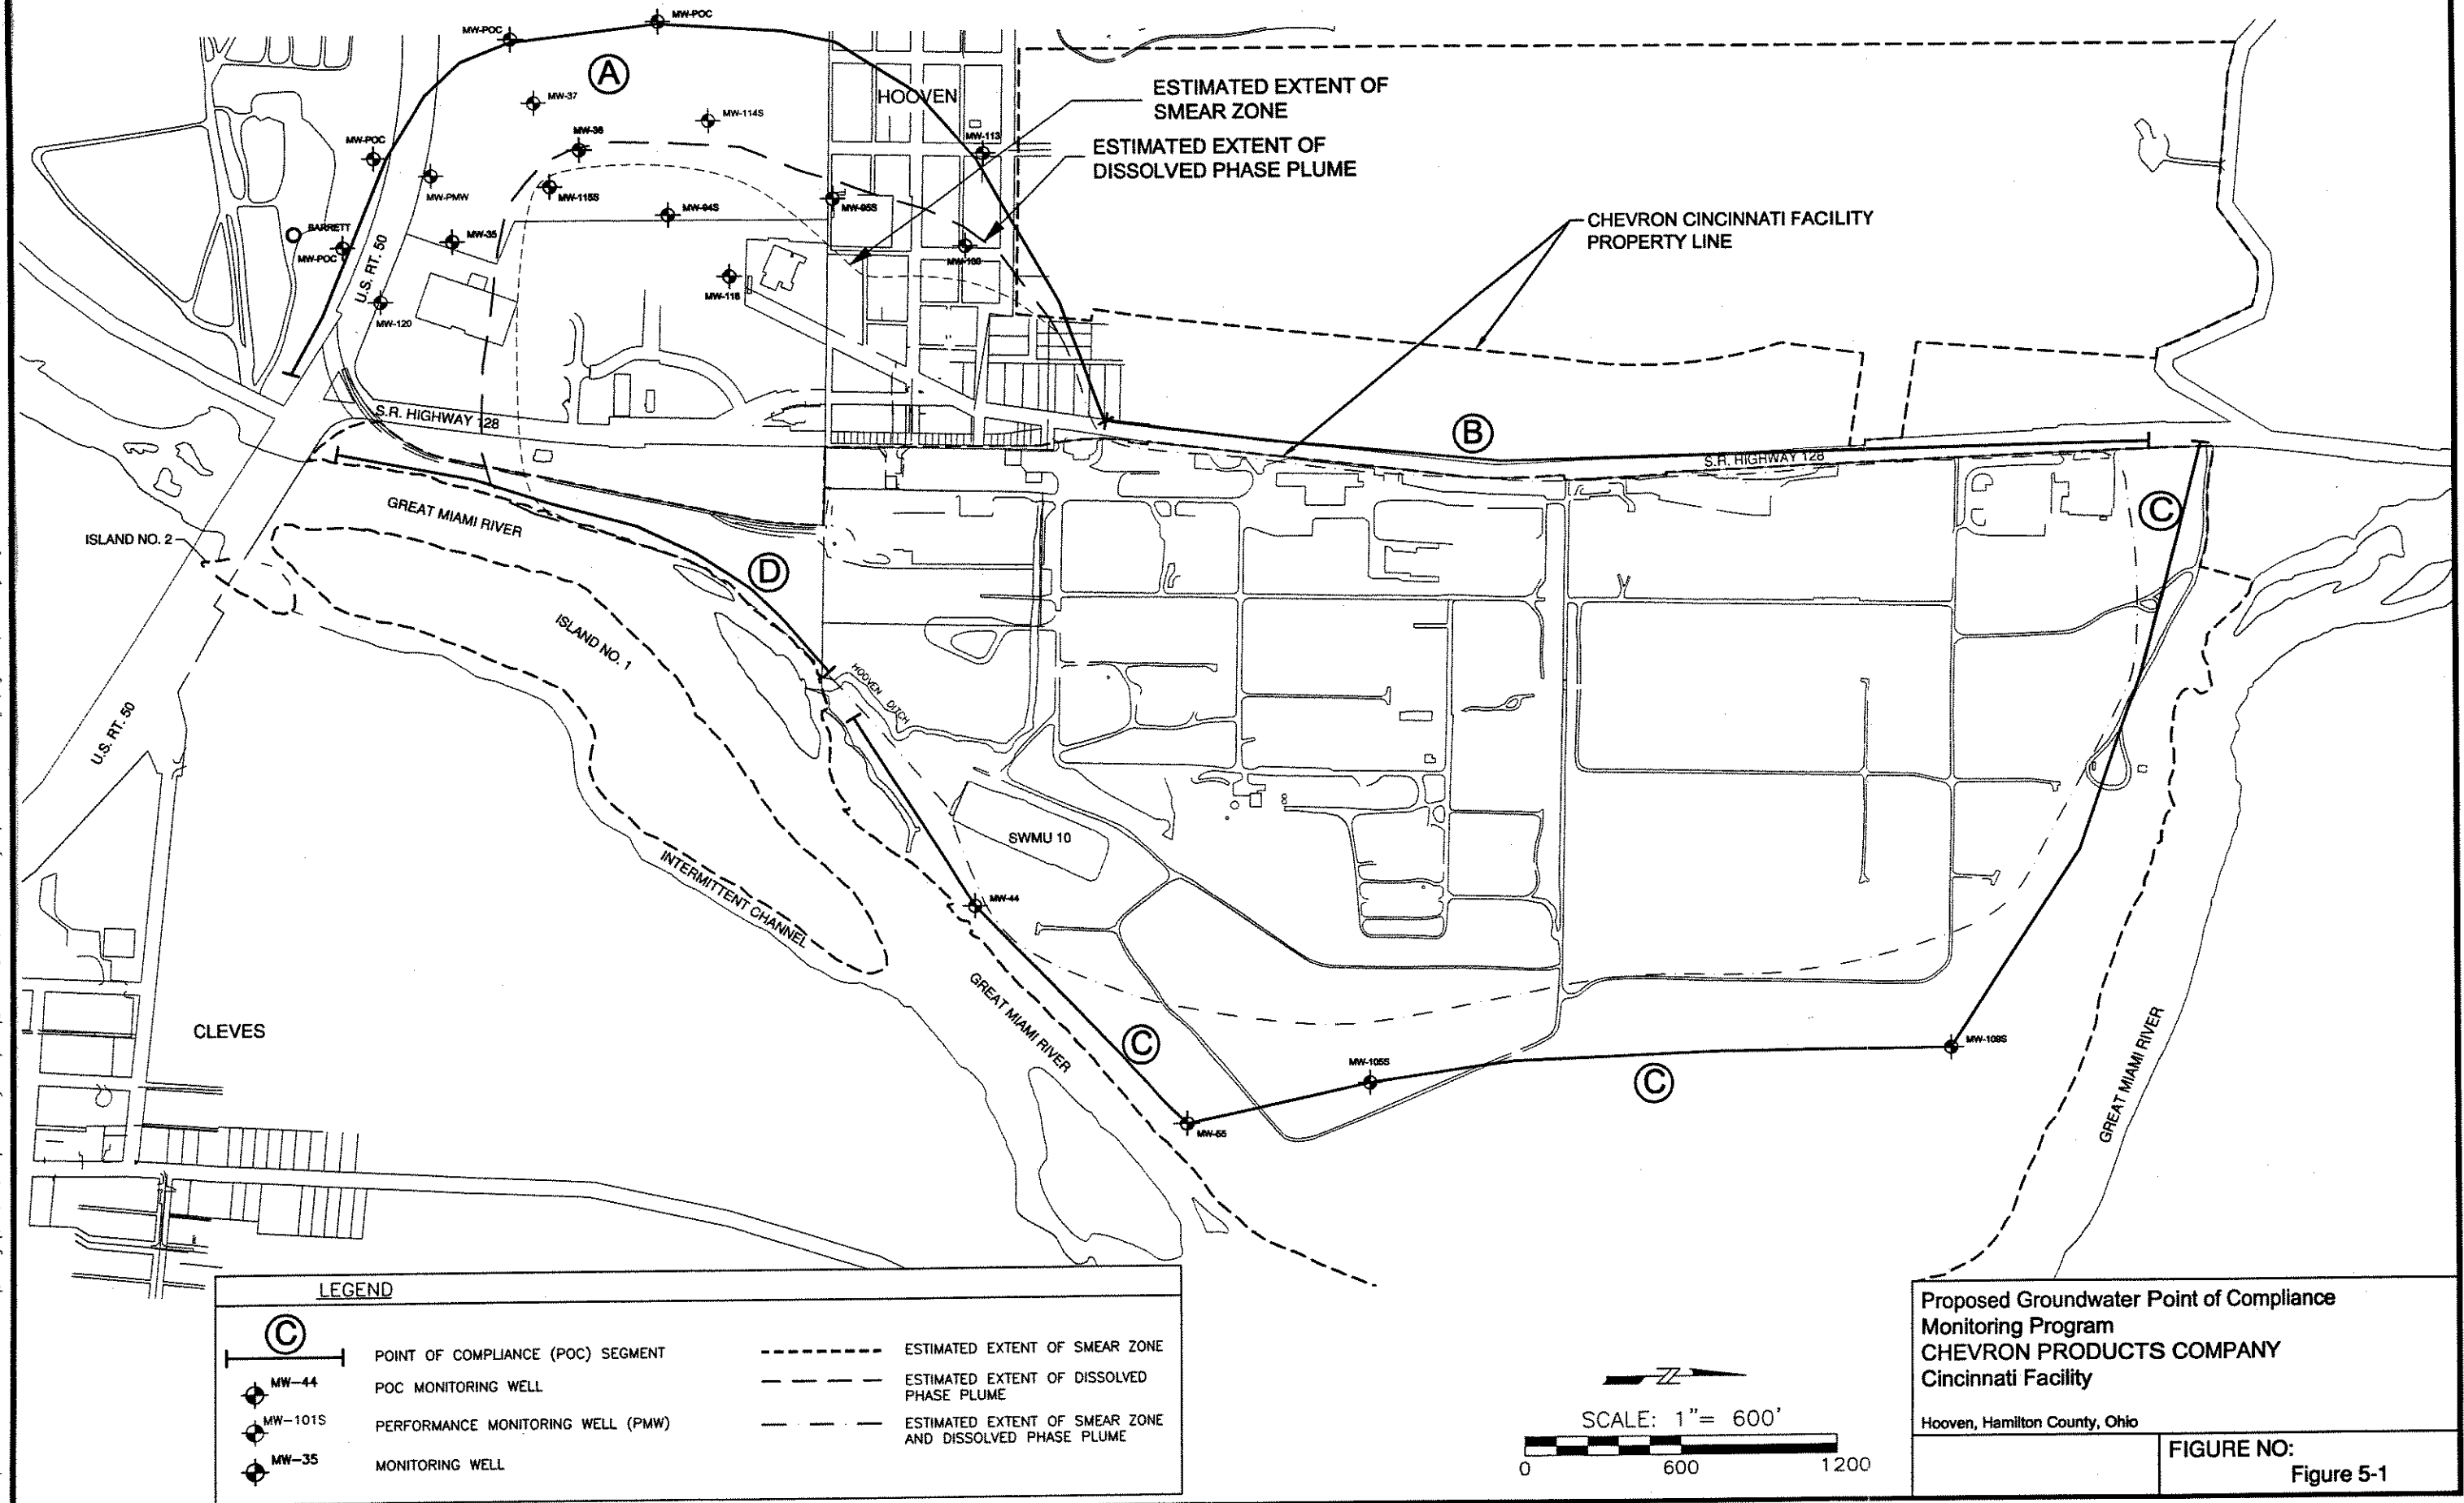 MW-POC
MW-POC
A
MW-37
MW-114S
HOOVEN
ESTIMATED EXTENT OF
SMEAR ZONE
MW-POC
MW-36
MW-113
ESTIMATED EXTENT OF
DISSOLVED PHASE PLUME
MW-PMW
MW-115S
MW-94S
MW-95S
CHEVRON CINCINNATI FACILITY
PROPERTY LINE
BARRETT
MW-POC
MW-35
MW-100
U.S. RT. 50
MW-120
S.R. HIGHWAY 128
B
S.R. HIGHWAY 128
C
GREAT MIAMI RIVER
ISLAND NO. 2
D
ISLAND NO. 1
HOOVEN DITCH
U.S. RT. 50
SWMU 10
INTERMITTENT CHANNEL
MW-44
GREAT MIAMI RIVER
CLEVES
C
MW-105S
C
GREAT MIAMI RIVER
LEGEND
C
POINT OF COMPLIANCE (POC) SEGMENT
MW-44
POC MONITORING WELL
MW-101S
PERFORMANCE MONITORING WELL (PMW)
MW-35
MONITORING WELL
ESTIMATED EXTENT OF SMEAR ZONE
ESTIMATED EXTENT OF DISSOLVED
PHASE PLUME
ESTIMATED EXTENT OF SMEAR ZONE
AND DISSOLVED PHASE PLUME
Z
SCALE: 1"= 600'
0 600 1200
Proposed Groundwater Point of Compliance
Monitoring Program
CHEVRON PRODUCTS COMPANY
Cincinnati Facility
Hooven, Hamilton County, Ohio
FIGURE NO:
Figure 5-1